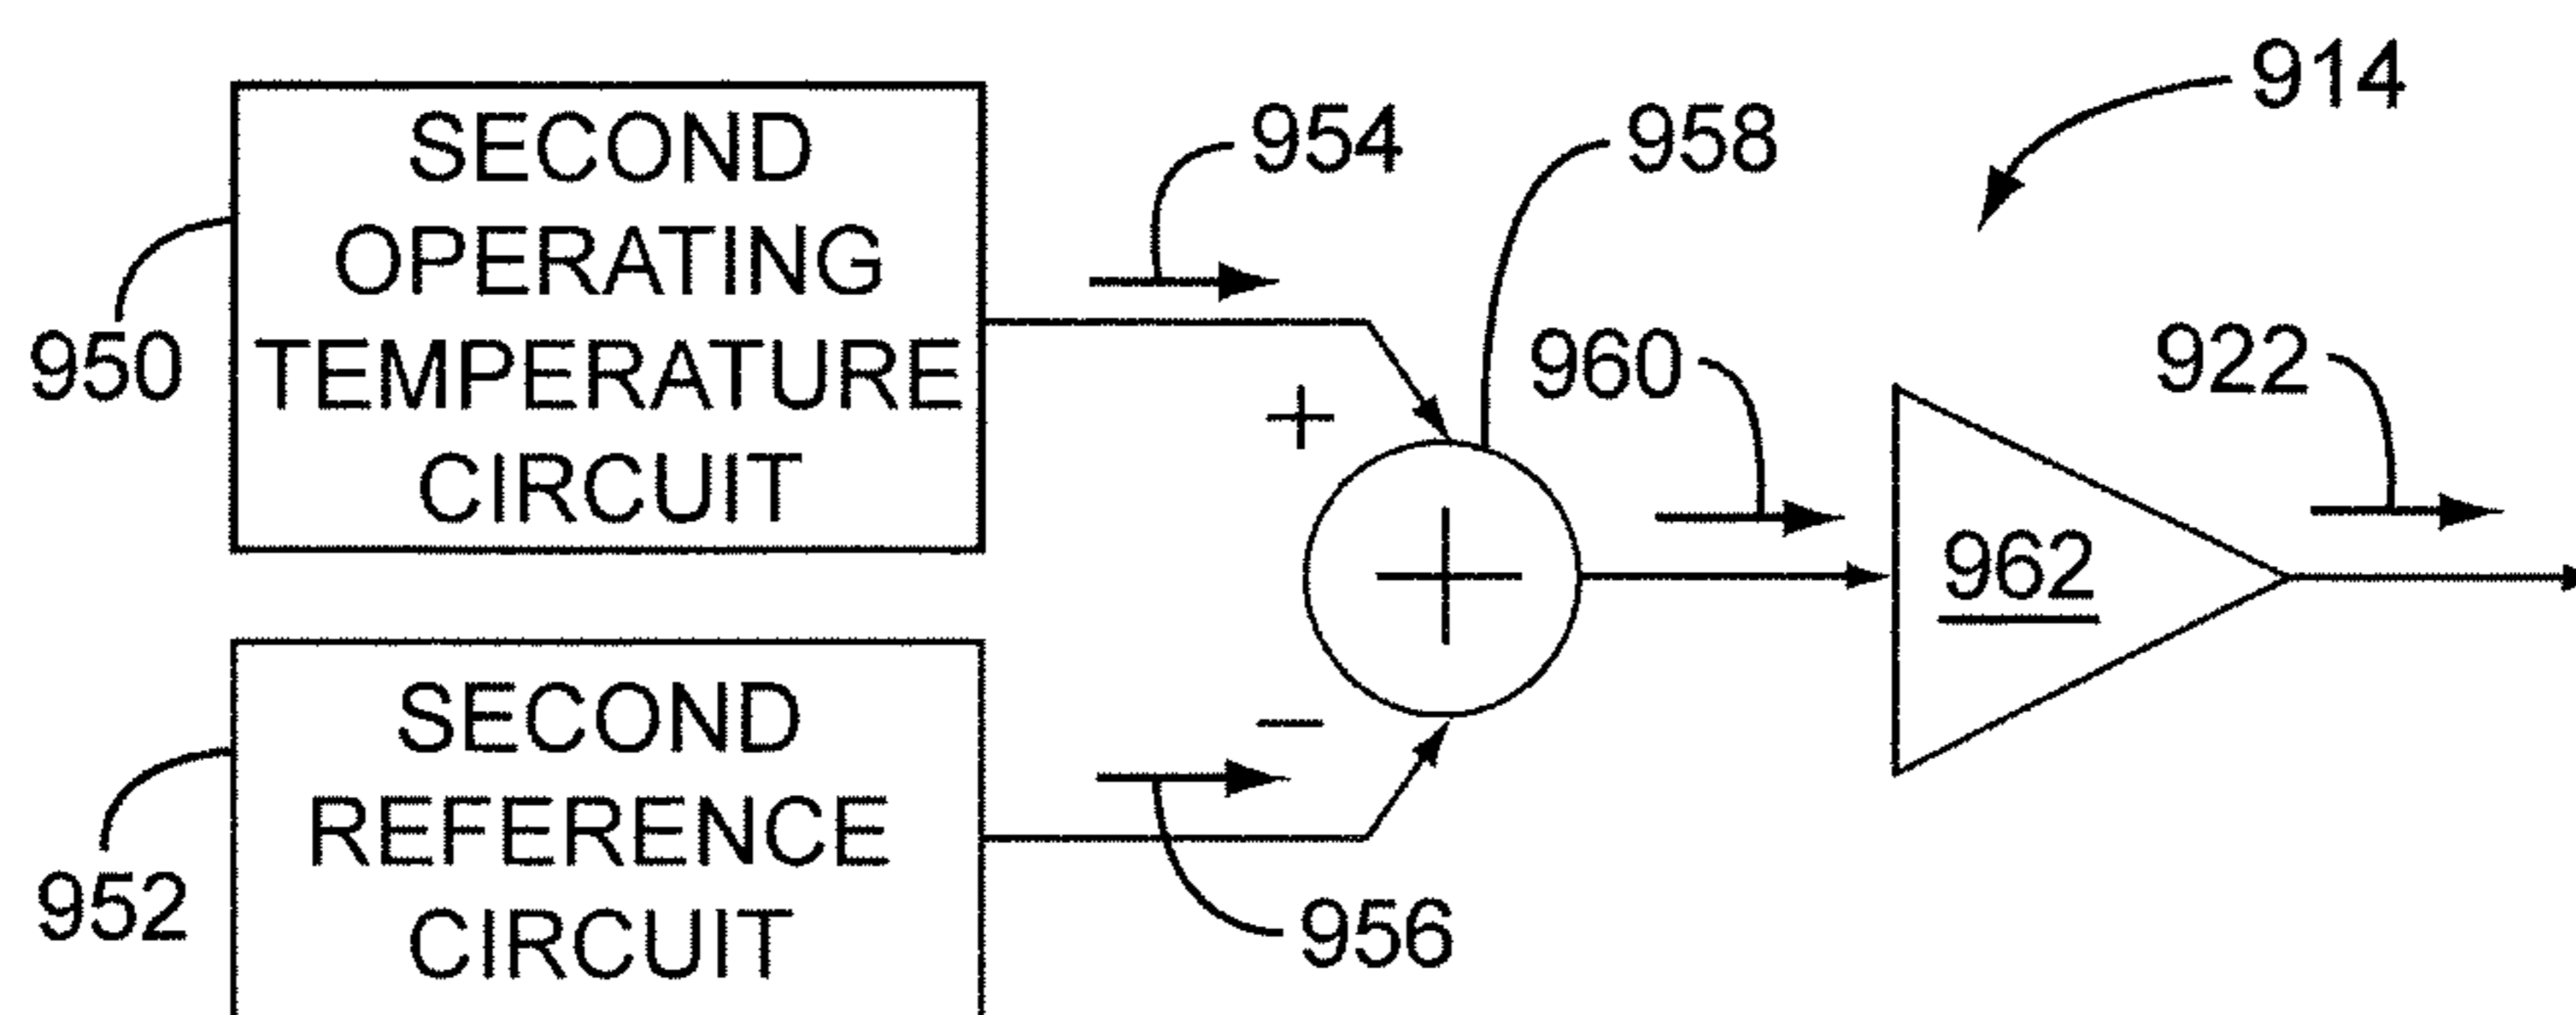 914
SECOND
OPERATING
TEMPERATURE
CIRCUIT
950
954
958
+
960
922
+
962
SECOND
REFERENCE
CIRCUIT
952
−
956